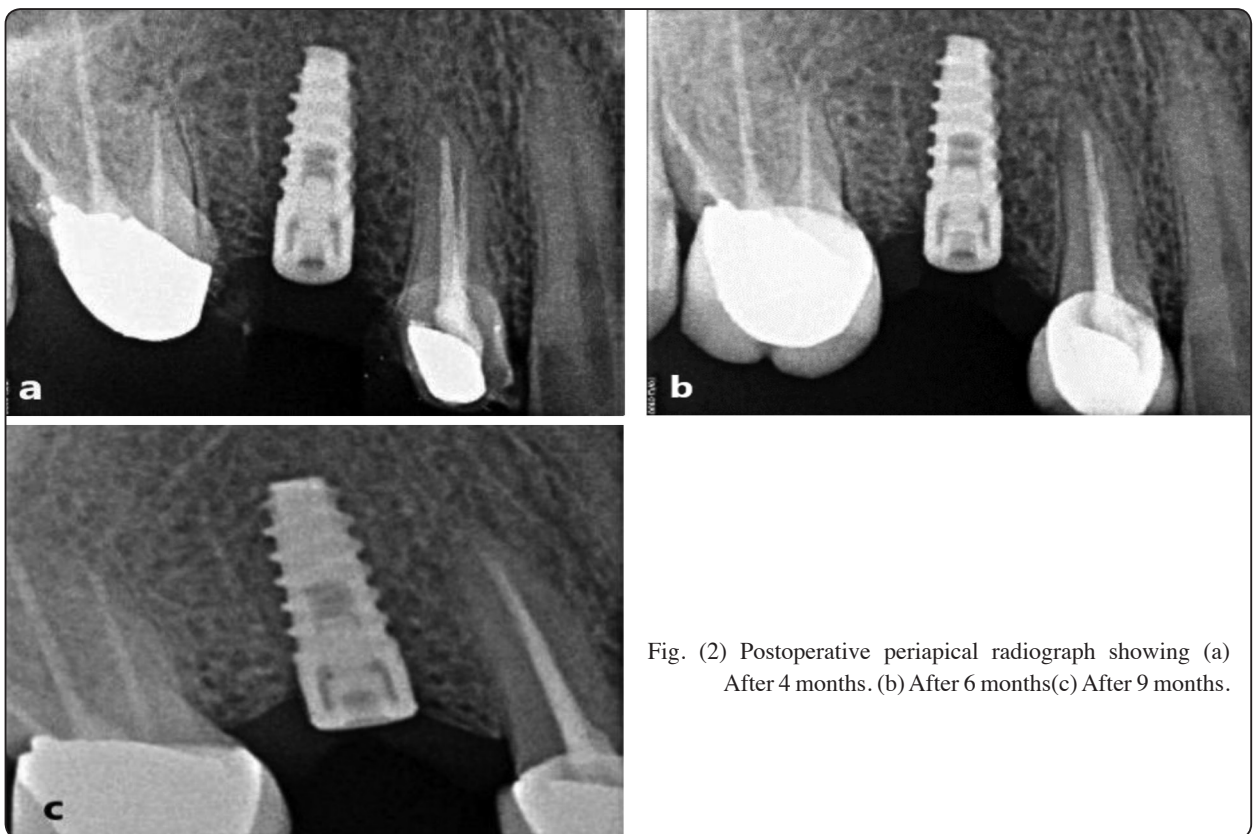 a
b
c
Fig. (2) Postoperative periapical radiograph showing (a)
After 4 months. (b) After 6 months(c) After 9 months.